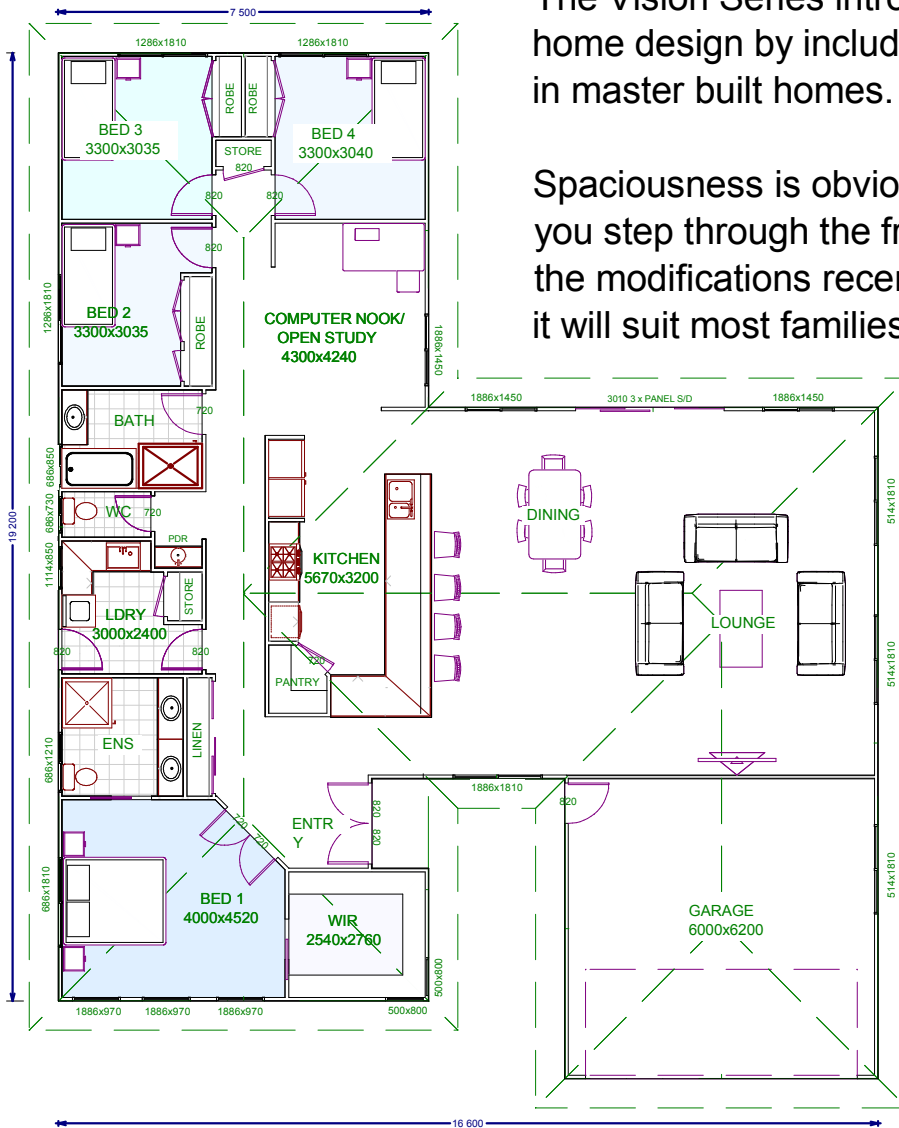 The Vision Series intro
home design by includ
in master built homes.
Spaciousness is obvio
you step through the fr
the modifications recer
it will suit most families
7 500
1286x1810
1286x1810
ROBE
ROBE
BED 3
3300x3035
BED 4
3300x3040
STORE
820
820
820
820
BED 2
3300x3035
1286x1810
ROBE
COMPUTER NOOK/
OPEN STUDY
4300x4240
1886x1450
1886x1450
3010 3 x PANEL S/D
1886x1450
720
BATH
686x850
WC
720
686x730
PDR
1114x850
STORE
LDRY
3000x2400
820
820
KITCHEN
5670x3200
720
PANTRY
DINING
LOUNGE
514x1810
514x1810
19 200
ENS
LINEN
686x1210
1886x1810
820
820
820
ENTR
Y
720
720
BED 1
4000x4520
686x1810
WIR
2540x2760
GARAGE
6000x6200
514x1810
500x800
1886x970
1886x970
1886x970
500x800
16 600